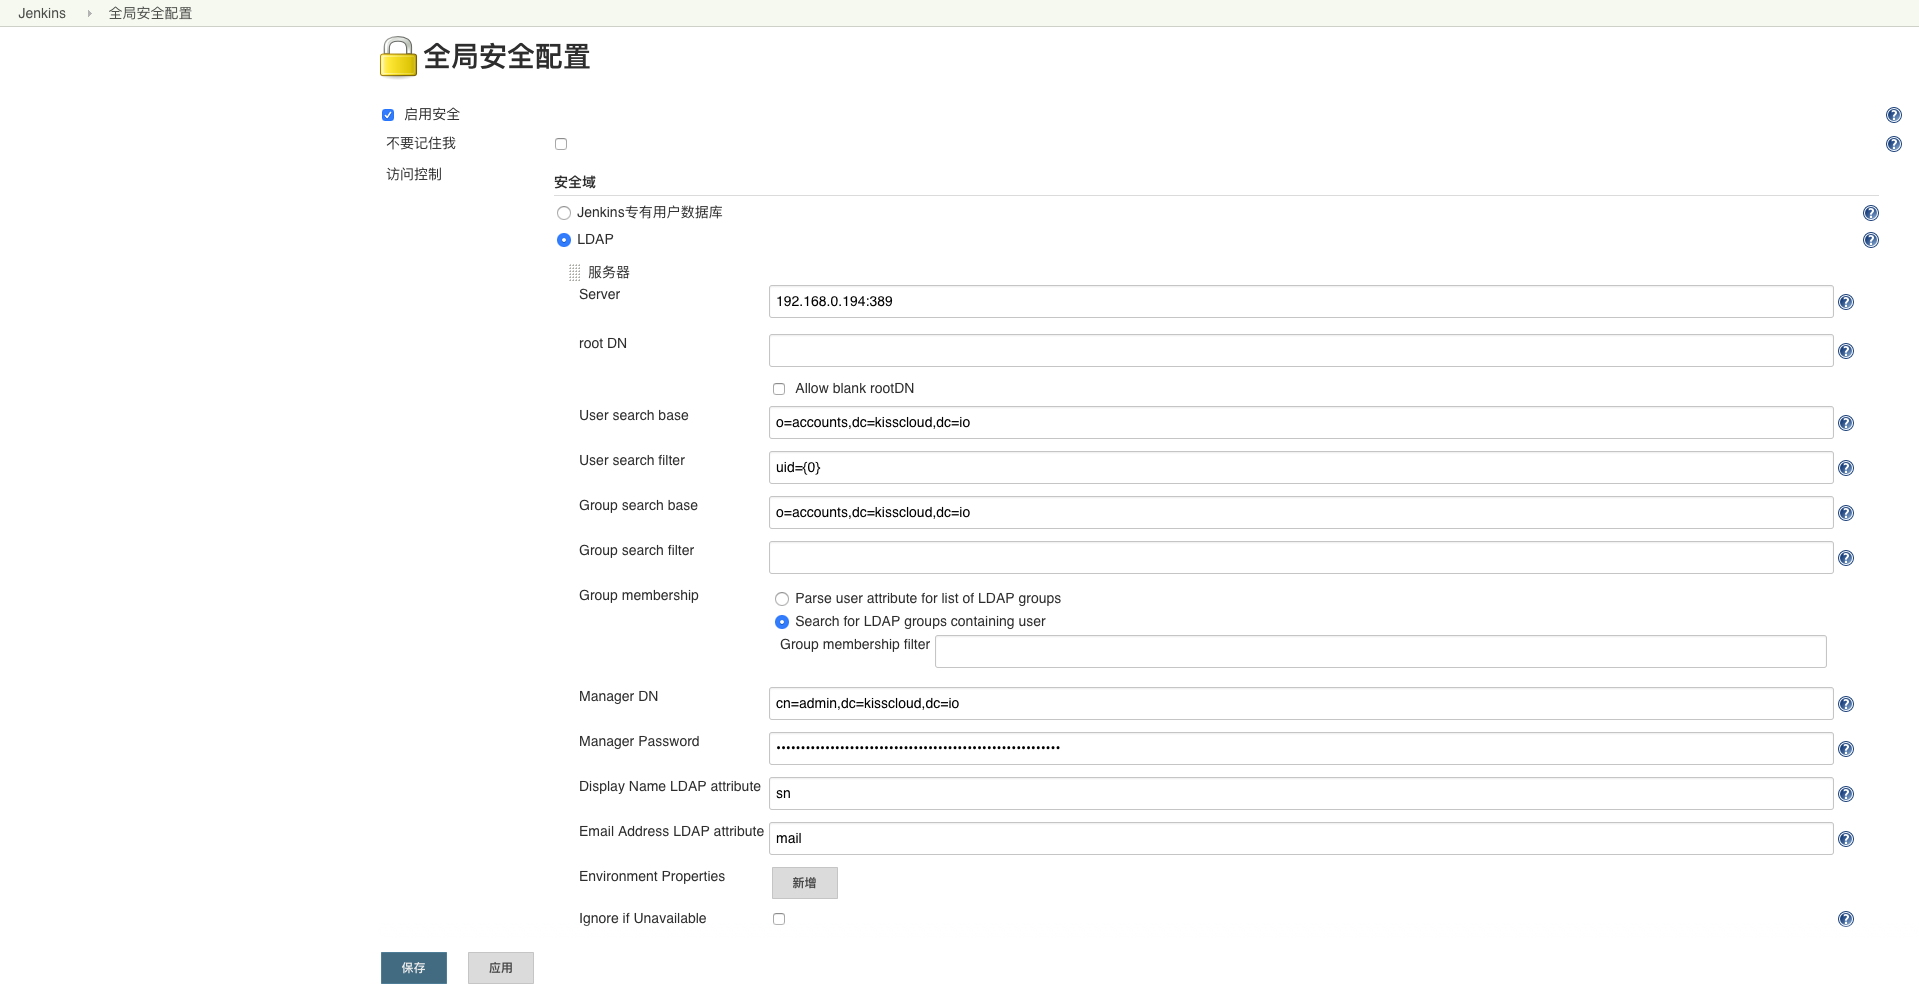 Jenkins 全局安全配置
全局安全配置
启用安全
不要记住我
访问控制
安全域
Jenkins专有用户数据库
LDAP
服务器
Server 192.168.0.194:389
root DN
Allow blank rootDN
User search base o=accounts,dc=kisscloud,dc=io
User search filter uid={0}
Group search base o=accounts,dc=kisscloud,dc=io
Group search filter
Group membership Parse user attribute for list of LDAP groups
Search for LDAP groups containing user
Group membership filter
Manager DN cn=admin,dc=kisscloud,dc=io
Manager Password
Display Name LDAP attribute sn
Email Address LDAP attribute mail
Environment Properties 新增
Ignore if Unavailable
保存 应用